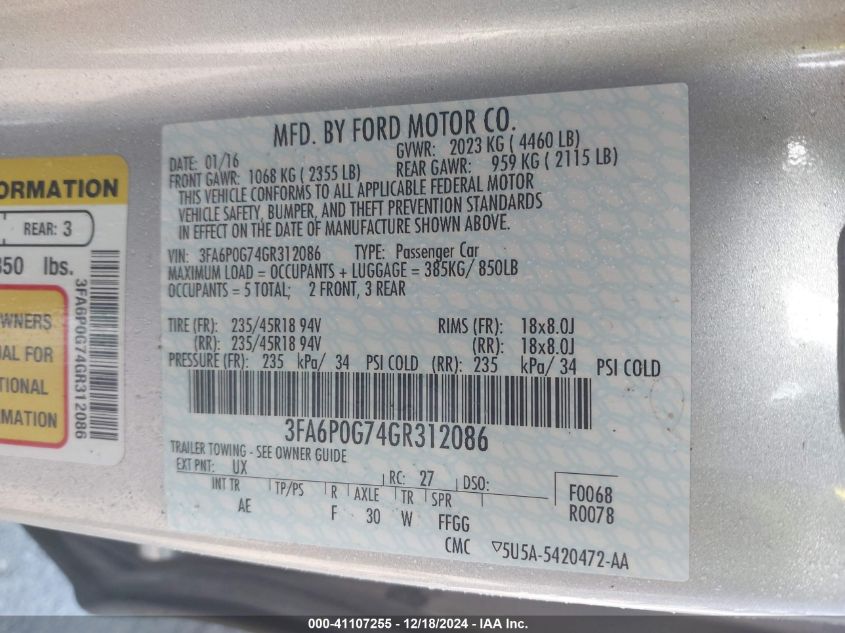 ORMATION
REAR: 3
850 lbs.
WNERS
UAL FOR
TIONAL
RMATION
3FA6P0G74GR312086
MFD. BY FORD MOTOR CO.
DATE: 01/16 GVWR: 2023 KG ( 4460 LB)
FRONT GAWR: 1068 KG ( 2355 LB) REAR GAWR: 959 KG ( 2115 LB)
THIS VEHICLE CONFORMS TO ALL APPLICABLE FEDERAL MOTOR
VEHICLE SAFETY, BUMPER, AND THEFT PREVENTION STANDARDS
IN EFFECT ON THE DATE OF MANUFACTURE SHOWN ABOVE.
VIN: 3FA6P0G74GR312086 TYPE: Passenger Car
MAXIMUM LOAD = OCCUPANTS + LUGGAGE = 385KG/ 850LB
OCCUPANTS = 5 TOTAL; 2 FRONT, 3 REAR
TIRE (FR): 235/45R18 94V RIMS (FR): 18x8.0J
(RR): 235/45R18 94V (RR): 18x8.0J
PRESSURE (FR): 235 kPa/ 34 PSI COLD (RR): 235 kPa/ 34 PSI COLD
3FA6P0G74GR312086
TRAILER TOWING - SEE OWNER GUIDE
EXT PNT: UX RC: 27 DSO:
INT TR TP/PS R AXLE TR SPR
AE F 30 W FFGG
F0068
R0078
CMC ▽5U5A-5420472-AA
000-41107255 - 12/18/2024 - IAA Inc.